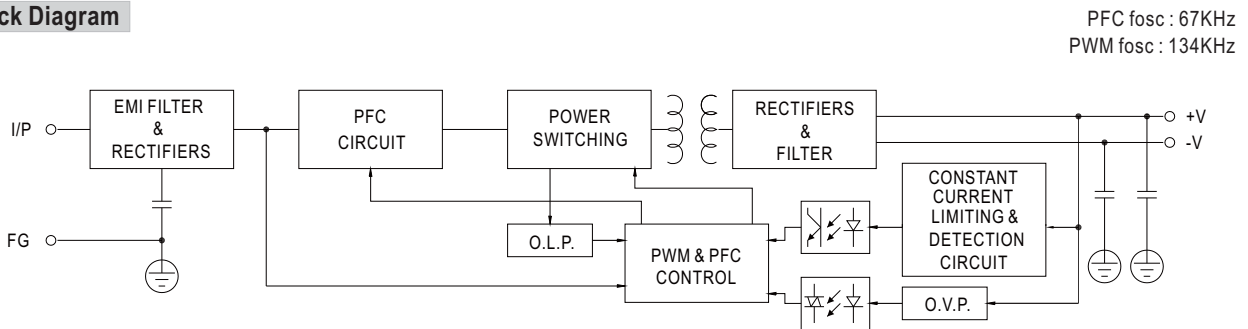 ck Diagram
PFC fosc : 67KHz
PWM fosc : 134KHz
I/P
EMI FILTER
&
RECTIFIERS
PFC
CIRCUIT
POWER
SWITCHING
RECTIFIERS
&
FILTER
+V
-V
FG
O.L.P.
PWM & PFC
CONTROL
CONSTANT
CURRENT
LIMITING &
DETECTION
CIRCUIT
O.V.P.